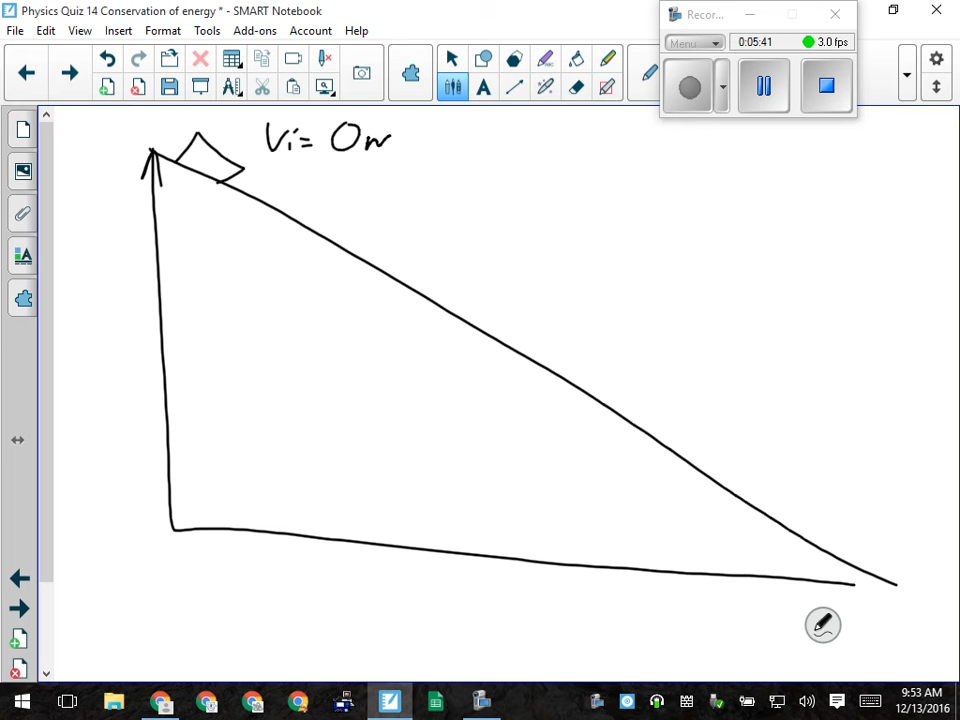 Physics Quiz 14 Conservation of energy * - SMART Notebook
Recor...
File Edit View Insert Format Tools Add-ons Account Help
Menu
0:05:41
3.0 fps
Vi= 0m
9:53 AM
12/13/2016